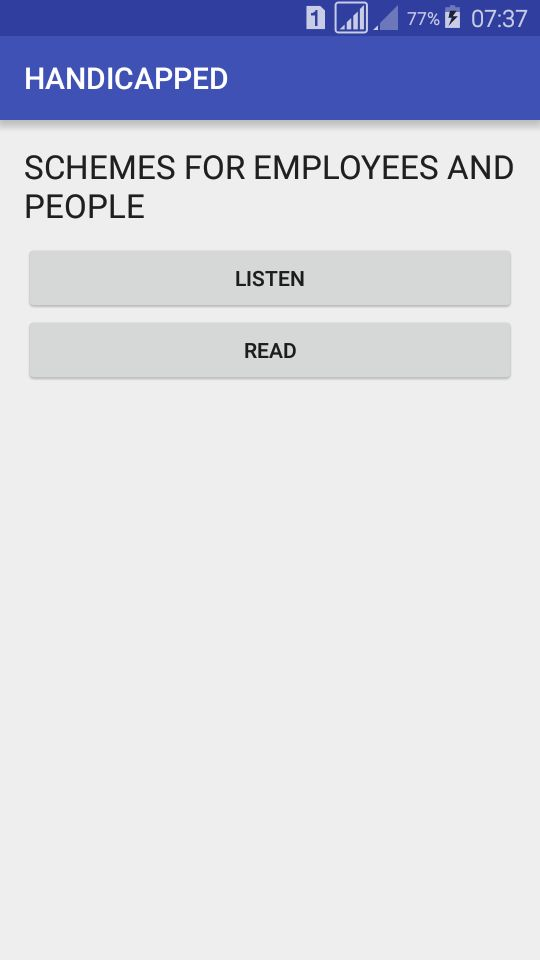 1 77% 07:37
HANDICAPPED
SCHEMES FOR EMPLOYEES AND
PEOPLE
LISTEN
READ